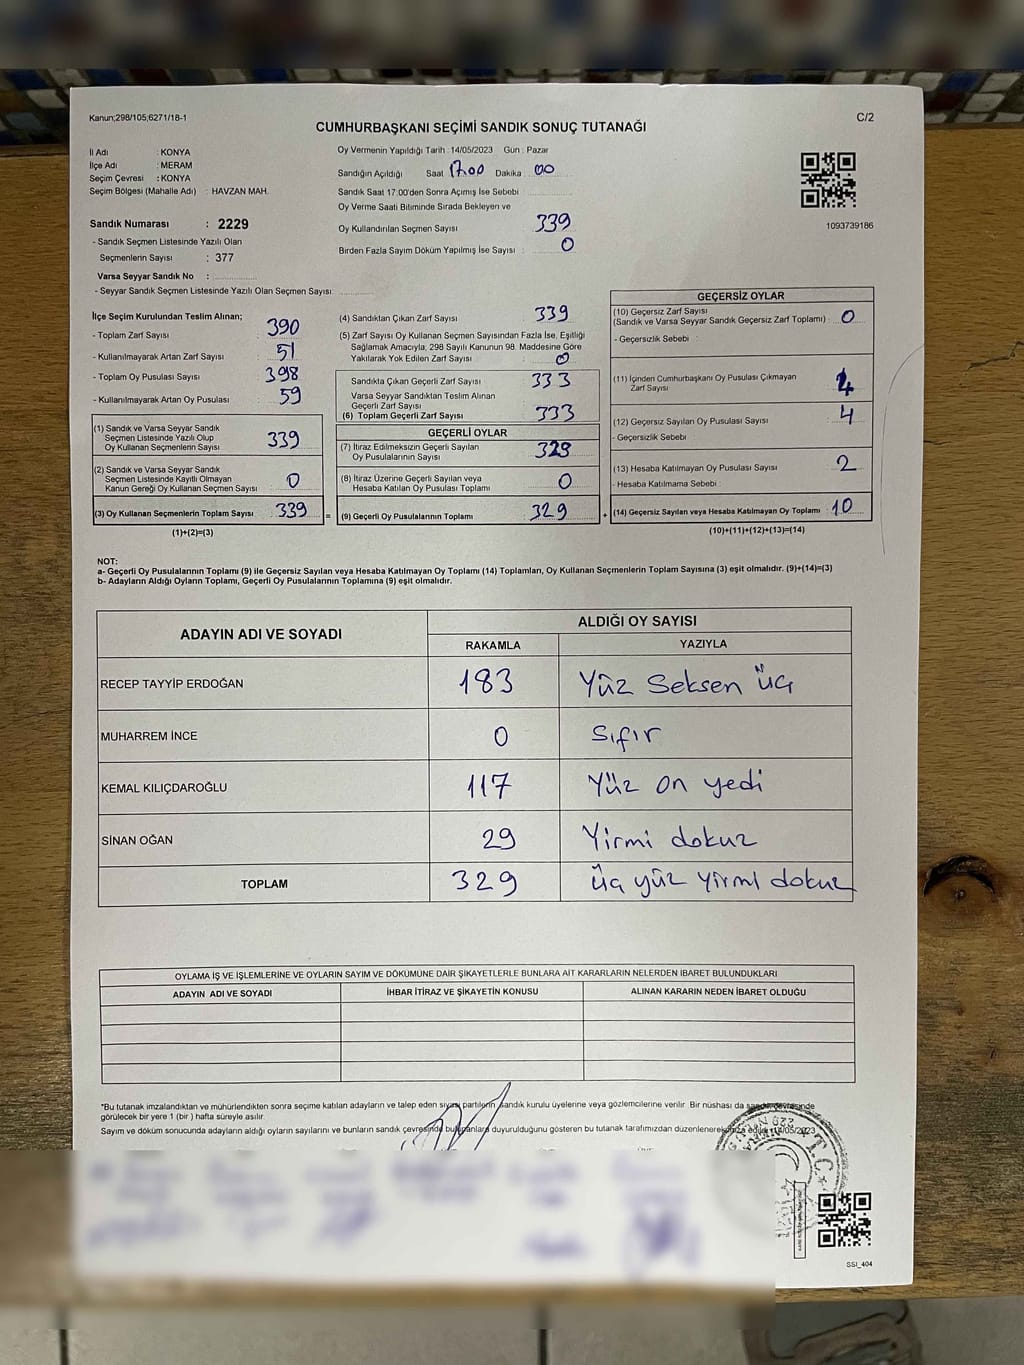 Kanun;298/105;6271/18-1
C/2
CUMHURBAŞKANI SEÇİMİ SANDIK SONUÇ TUTANAĞI
İl Adı : KONYA
İlçe Adı : MERAM
Seçim Çevresi : KONYA
Seçim Bölgesi (Mahalle Adı) : HAVZAN MAH.
Sandık Numarası : 2229
- Sandık Seçmen Listesinde Yazılı Olan
Seçmenlerin Sayısı : 377
Varsa Seyyar Sandık No :
- Seyyar Sandık Seçmen Listesinde Yazılı Olan Seçmen Sayısı:
Oy Vermenin Yapıldığı Tarih : 14/05/2023 Gün : Pazar
Sandığın Açıldığı Saat 17.00 Dakika : 00
Sandık Saat 17.00'den Sonra Açımış İse Sebebi
Oy Verme Saati Bitiminde Sırada Bekleyen ve
Oy Kullandırılan Seçmen Sayısı : 339
Birden Fazla Sayım Döküm Yapılmış İse Sayısı : 0
1093739186
İlçe Seçim Kurulundan Teslim Alınan;
- Toplam Zarf Sayısı : 390
- Kullanılmayarak Artan Zarf Sayısı : 51
- Toplam Oy Pusulası Sayısı : 398
- Kullanılmayarak Artan Oy Pusulası : 59
(1) Sandık ve Varsa Seyyar Sandık
Seçmen Listesinde Yazılı Olup
Oy Kullanan Seçmenlerin Sayısı : 339
(2) Sandık ve Varsa Seyyar Sandık
Seçmen Listesinde Kayıtlı Olmayan
Kanun Gereği Oy Kullanan Seçmen Sayısı : 0
(3) Oy Kullanan Seçmenlerin Toplam Sayısı : 339
(1)+(2)=(3)
(4) Sandıktan Çıkan Zarf Sayısı : 339
(5) Zarf Sayısı Oy Kullanan Seçmen Sayısından Fazla İse, Eşitliği
Sağlamak Amacıyla, 298 Sayılı Kanunun 98. Maddesine Göre
Yakılarak Yok Edilen Zarf Sayısı : 0
Sandıkta Çıkan Geçerli Zarf Sayısı : 333
Varsa Seyyar Sandıktan Teslim Alınan
Geçerli Zarf Sayısı :
(6) Toplam Geçerli Zarf Sayısı : 333
GEÇERLİ OYLAR
(7) İtiraz Edilmeksizin Geçerli Sayılan
Oy Pusulalarının Sayısı : 329
(8) İtiraz Üzerine Geçerli Sayılan veya
Hesaba Katılan Oy Pusulası Toplamı : 0
= (9) Geçerli Oy Pusulalarının Toplamı : 329 +
GEÇERSİZ OYLAR
(10) Geçersiz Zarf Sayısı
(Sandık ve Varsa Seyyar Sandık Geçersiz Zarf Toplamı) : 0
- Geçersizlik Sebebi :
(11) İçinden Cumhurbaşkanı Oy Pusulası Çıkmayan
Zarf Sayısı : 4
(12) Geçersiz Sayılan Oy Pusulası Sayısı : 4
- Geçersizlik Sebebi
(13) Hesaba Katılmayan Oy Pusulası Sayısı : 2
- Hesaba Katılmama Sebebi :
(14) Geçersiz Sayılan veya Hesaba Katılmayan Oy Toplamı : 10
(10)+(11)+(12)+(13)=(14)
NOT:
a- Geçerli Oy Pusulalarının Toplamı (9) ile Geçersiz Sayılan veya Hesaba Katılmayan Oy Toplamı (14) Toplamları, Oy Kullanan Seçmenlerin Toplam Sayısına (3) eşit olmalıdır. (9)+(14)=(3)
b- Adayların Aldığı Oyların Toplamı, Geçerli Oy Pusulalarının Toplamına (9) eşit olmalıdır.
ADAYIN ADI VE SOYADI
ALDIĞI OY SAYISI
RAKAMLA YAZIYLA
RECEP TAYYİP ERDOĞAN 183 Yüz Seksen üç
MUHARREM İNCE 0 Sıfır
KEMAL KILIÇDAROĞLU 117 Yüz on yedi
SİNAN OĞAN 29 Yirmi dokuz
TOPLAM 329 üç yüz yirmi dokuz
OYLAMA İŞ VE İŞLEMLERİNE VE OYLARIN SAYIM VE DÖKÜMÜNE DAİR ŞİKAYETLERLE BUNLARA AİT KARARLARIN NELERDEN İBARET BULUNDUKLARI
ADAYIN ADI VE SOYADI İHBAR İTİRAZ VE ŞİKAYETİN KONUSU ALINAN KARARIN NEDEN İBARET OLDUĞU
*Bu tutanak imzalandıktan ve mühürlendikten sonra seçime katılan adayların ve talep eden siyasi partilerin sandık kurulu üyelerine veya gözlemcilerine verilir. Bir nüshası da sandık çevresinde
görülecek bir yere 1 (bir) hafta süreyle asılır.
Sayım ve döküm sonucunda adayların aldığı oyların sayılarını ve bunların sandık çevresinde bulunanlara duyurulduğunu gösteren bu tutanak tarafımızdan düzenlenerek imza edildi. 14/05/2023
T.C.
SSI_404